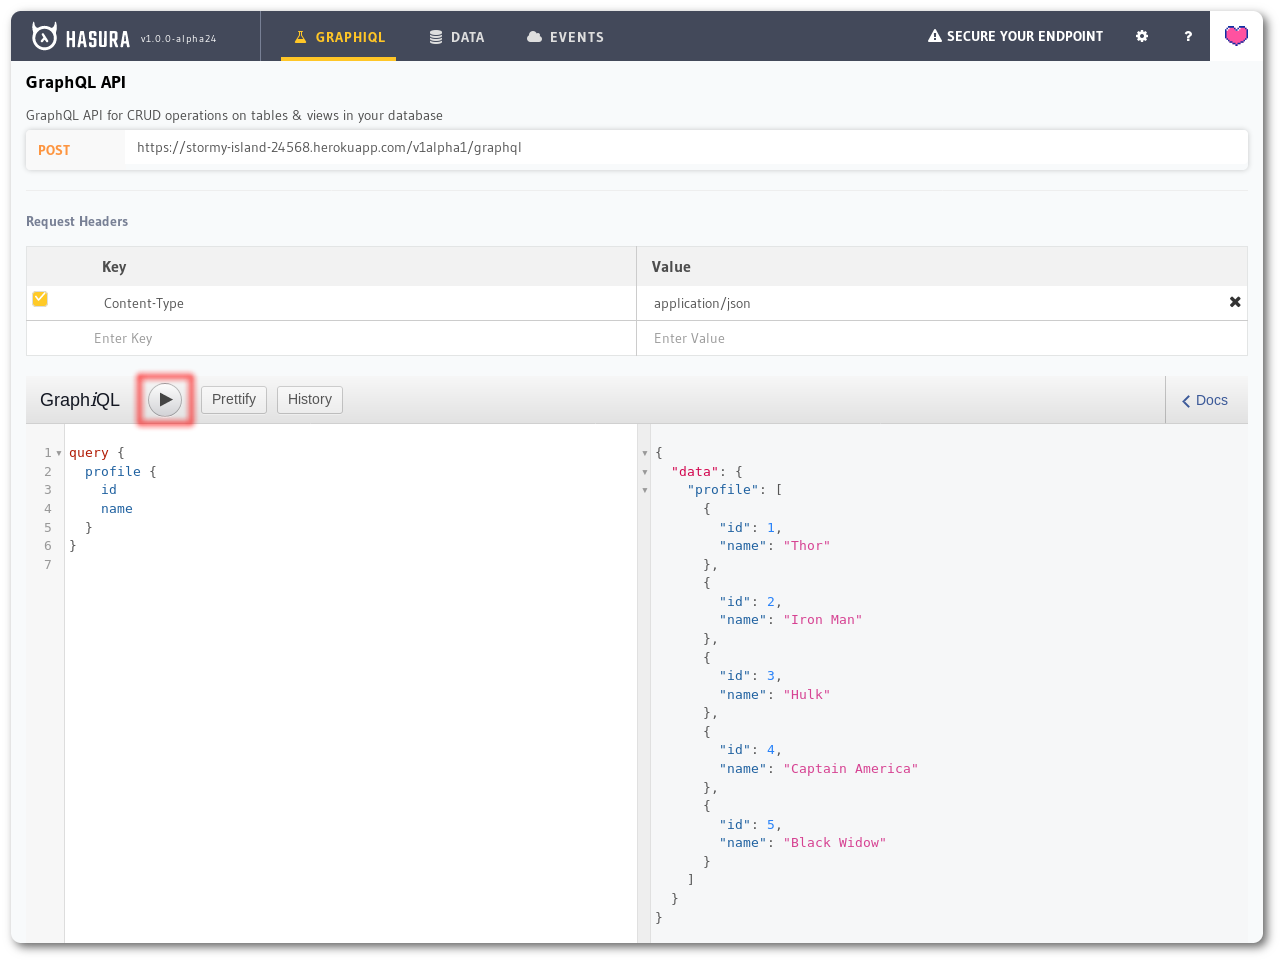 HASURA v1.0.0-alpha24 GRAPHIQL DATA EVENTS SECURE YOUR ENDPOINT ?
GraphQL API
GraphQL API for CRUD operations on tables & views in your database
POST https://stormy-island-24568.herokuapp.com/v1alpha1/graphql
Request Headers
Key Value
Content-Type application/json
Enter Key Enter Value
GraphiQL Prettify History Docs
1 query {
2 profile {
3 id
4 name
5 }
6 }
7
{
"data": {
"profile": [
{
"id": 1,
"name": "Thor"
},
{
"id": 2,
"name": "Iron Man"
},
{
"id": 3,
"name": "Hulk"
},
{
"id": 4,
"name": "Captain America"
},
{
"id": 5,
"name": "Black Widow"
}
]
}
}